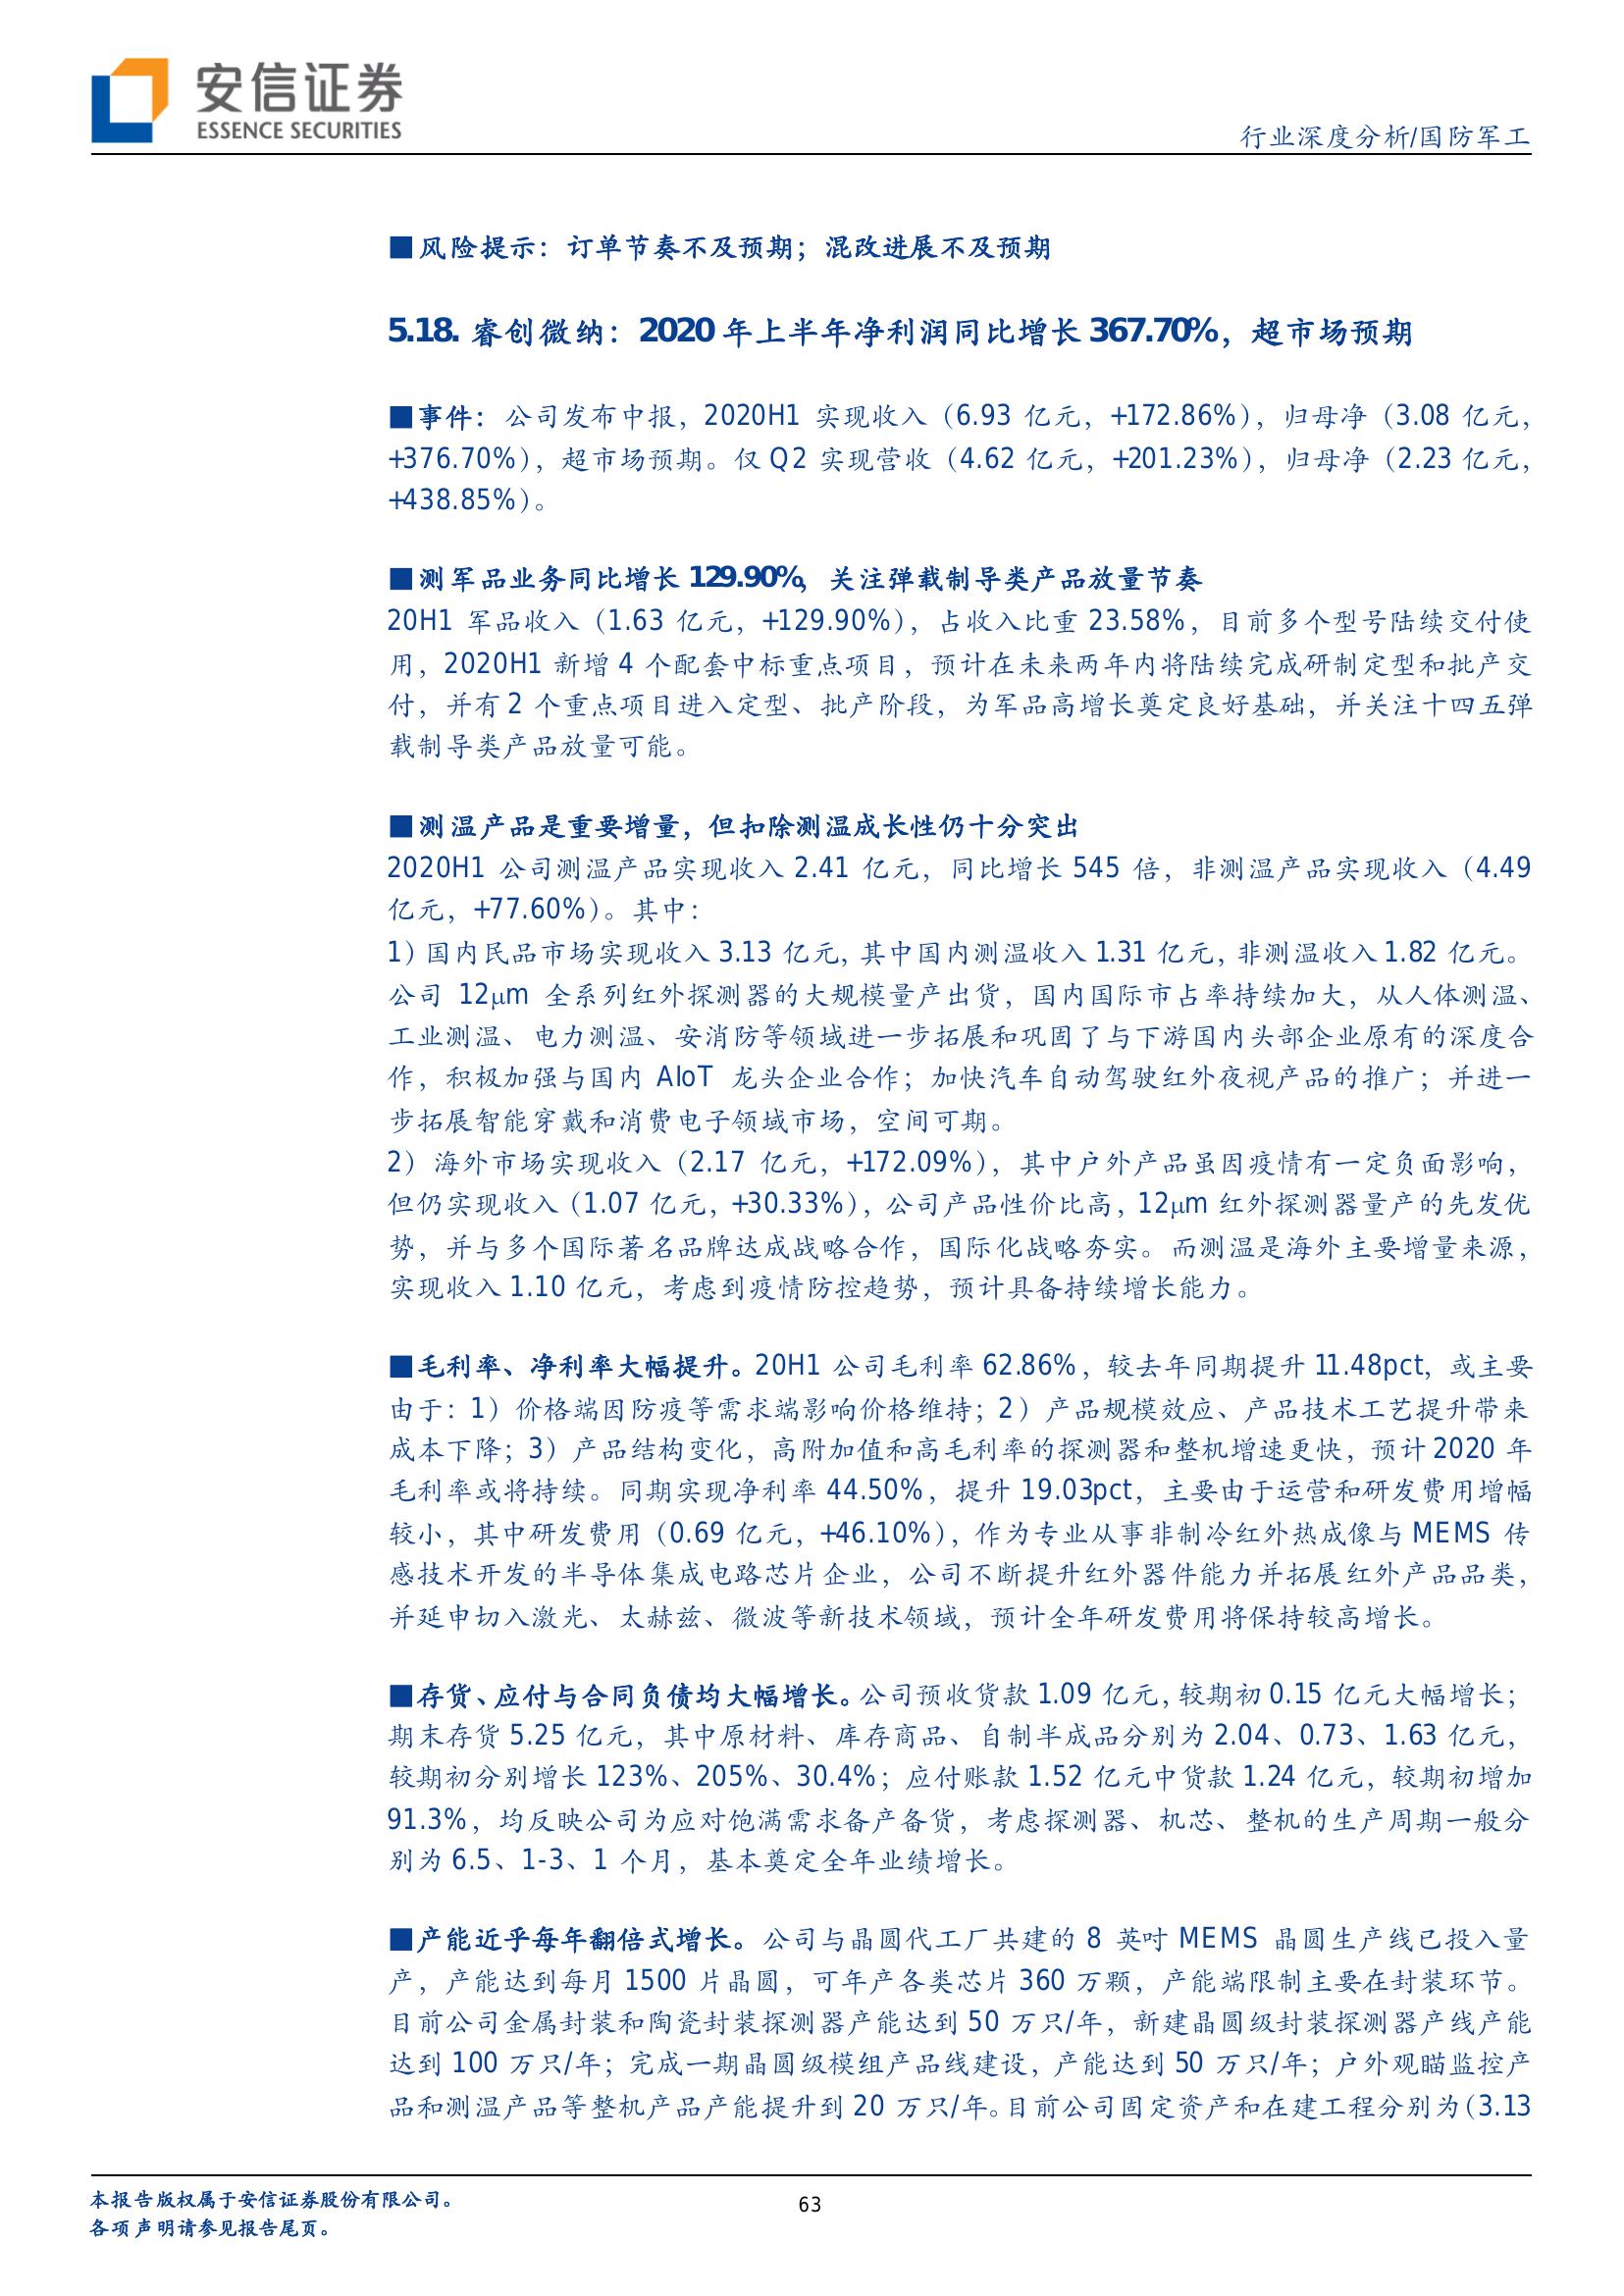 安信证券
ESSENCE SECURITIES
行业深度分析/国防军工
■风险提示：订单节奏不及预期；混改进展不及预期
5.18. 睿创微纳：2020 年上半年净利润同比增长 367.70%，超市场预期
■事件：公司发布中报，2020H1 实现收入（6.93 亿元，+172.86%），归母净（3.08 亿元，
+376.70%），超市场预期。仅 Q2 实现营收（4.62 亿元，+201.23%），归母净（2.23 亿元，
+438.85%）。
■测军品业务同比增长 129.90%，关注弹载制导类产品放量节奏
20H1 军品收入（1.63 亿元，+129.90%），占收入比重 23.58%，目前多个型号陆续交付使
用，2020H1 新增 4 个配套中标重点项目，预计在未来两年内将陆续完成研制定型和批产交
付，并有 2 个重点项目进入定型、批产阶段，为军品高增长奠定良好基础，并关注十四五弹
载制导类产品放量可能。
■测温产品是重要增量，但扣除测温成长性仍十分突出
2020H1 公司测温产品实现收入 2.41 亿元，同比增长 545 倍，非测温产品实现收入（4.49
亿元，+77.60%）。其中：
1）国内民品市场实现收入 3.13 亿元，其中国内测温收入 1.31 亿元，非测温收入 1.82 亿元。
公司 12μm 全系列红外探测器的大规模量产出货，国内国际市占率持续加大，从人体测温、
工业测温、电力测温、安消防等领域进一步拓展和巩固了与下游国内头部企业原有的深度合
作，积极加强与国内 AIoT 龙头企业合作；加快汽车自动驾驶红外夜视产品的推广；并进一
步拓展智能穿戴和消费电子领域市场，空间可期。
2）海外市场实现收入（2.17 亿元，+172.09%），其中户外产品虽因疫情有一定负面影响，
但仍实现收入（1.07 亿元，+30.33%），公司产品性价比高，12μm 红外探测器量产的先发优
势，并与多个国际著名品牌达成战略合作，国际化战略夯实。而测温是海外主要增量来源，
实现收入 1.10 亿元，考虑到疫情防控趋势，预计具备持续增长能力。
■毛利率、净利率大幅提升。20H1 公司毛利率 62.86%，较去年同期提升 11.48pct，或主要
由于：1）价格端因防疫等需求端影响价格维持；2）产品规模效应、产品技术工艺提升带来
成本下降；3）产品结构变化，高附加值和高毛利率的探测器和整机增速更快，预计 2020 年
毛利率或将持续。同期实现净利率 44.50%，提升 19.03pct，主要由于运营和研发费用增幅
较小，其中研发费用（0.69 亿元，+46.10%），作为专业从事非制冷红外热成像与 MEMS 传
感技术开发的半导体集成电路芯片企业，公司不断提升红外器件能力并拓展红外产品品类，
并延申切入激光、太赫兹、微波等新技术领域，预计全年研发费用将保持较高增长。
■存货、应付与合同负债均大幅增长。公司预收货款 1.09 亿元，较期初 0.15 亿元大幅增长；
期末存货 5.25 亿元，其中原材料、库存商品、自制半成品分别为 2.04、0.73、1.63 亿元，
较期初分别增长 123%、205%、30.4%；应付账款 1.52 亿元中货款 1.24 亿元，较期初增加
91.3%，均反映公司为应对饱满需求备产备货，考虑探测器、机芯、整机的生产周期一般分
别为 6.5、1-3、1 个月，基本奠定全年业绩增长。
■产能近乎每年翻倍式增长。公司与晶圆代工厂共建的 8 英吋 MEMS 晶圆生产线已投入量
产，产能达到每月 1500 片晶圆，可年产各类芯片 360 万颗，产能端限制主要在封装环节。
目前公司金属封装和陶瓷封装探测器产能达到 50 万只/年，新建晶圆级封装探测器产线产能
达到 100 万只/年；完成一期晶圆级模组产品线建设，产能达到 50 万只/年；户外观瞄监控产
品和测温产品等整机产品产能提升到 20 万只/年。目前公司固定资产和在建工程分别为（3.13
本报告版权属于安信证券股份有限公司。
各项声明请参见报告尾页。
63